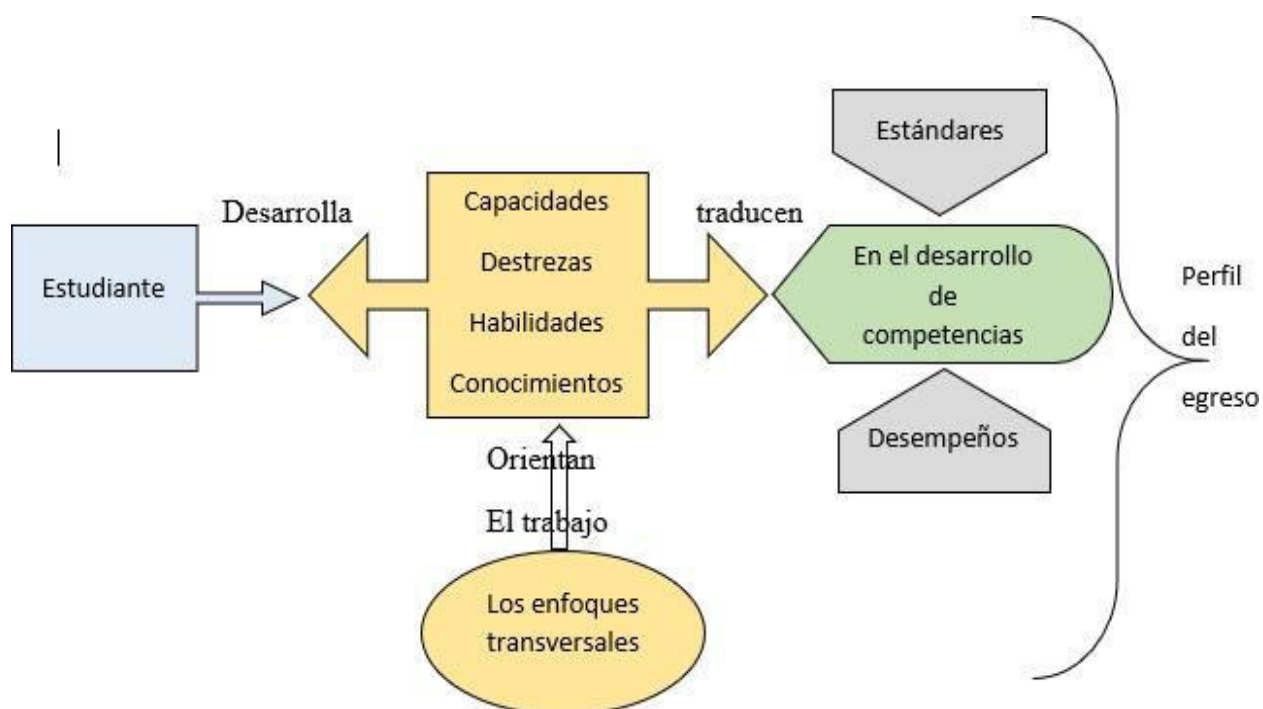 Estudiante
Desarrolla
Capacidades
Destrezas
Habilidades
Conocimientos
Orientan
El trabajo
Los enfoques
transversales
traducen
Estándares
En el desarrollo
de
competencias
Desempeños
Perfil
del
egreso